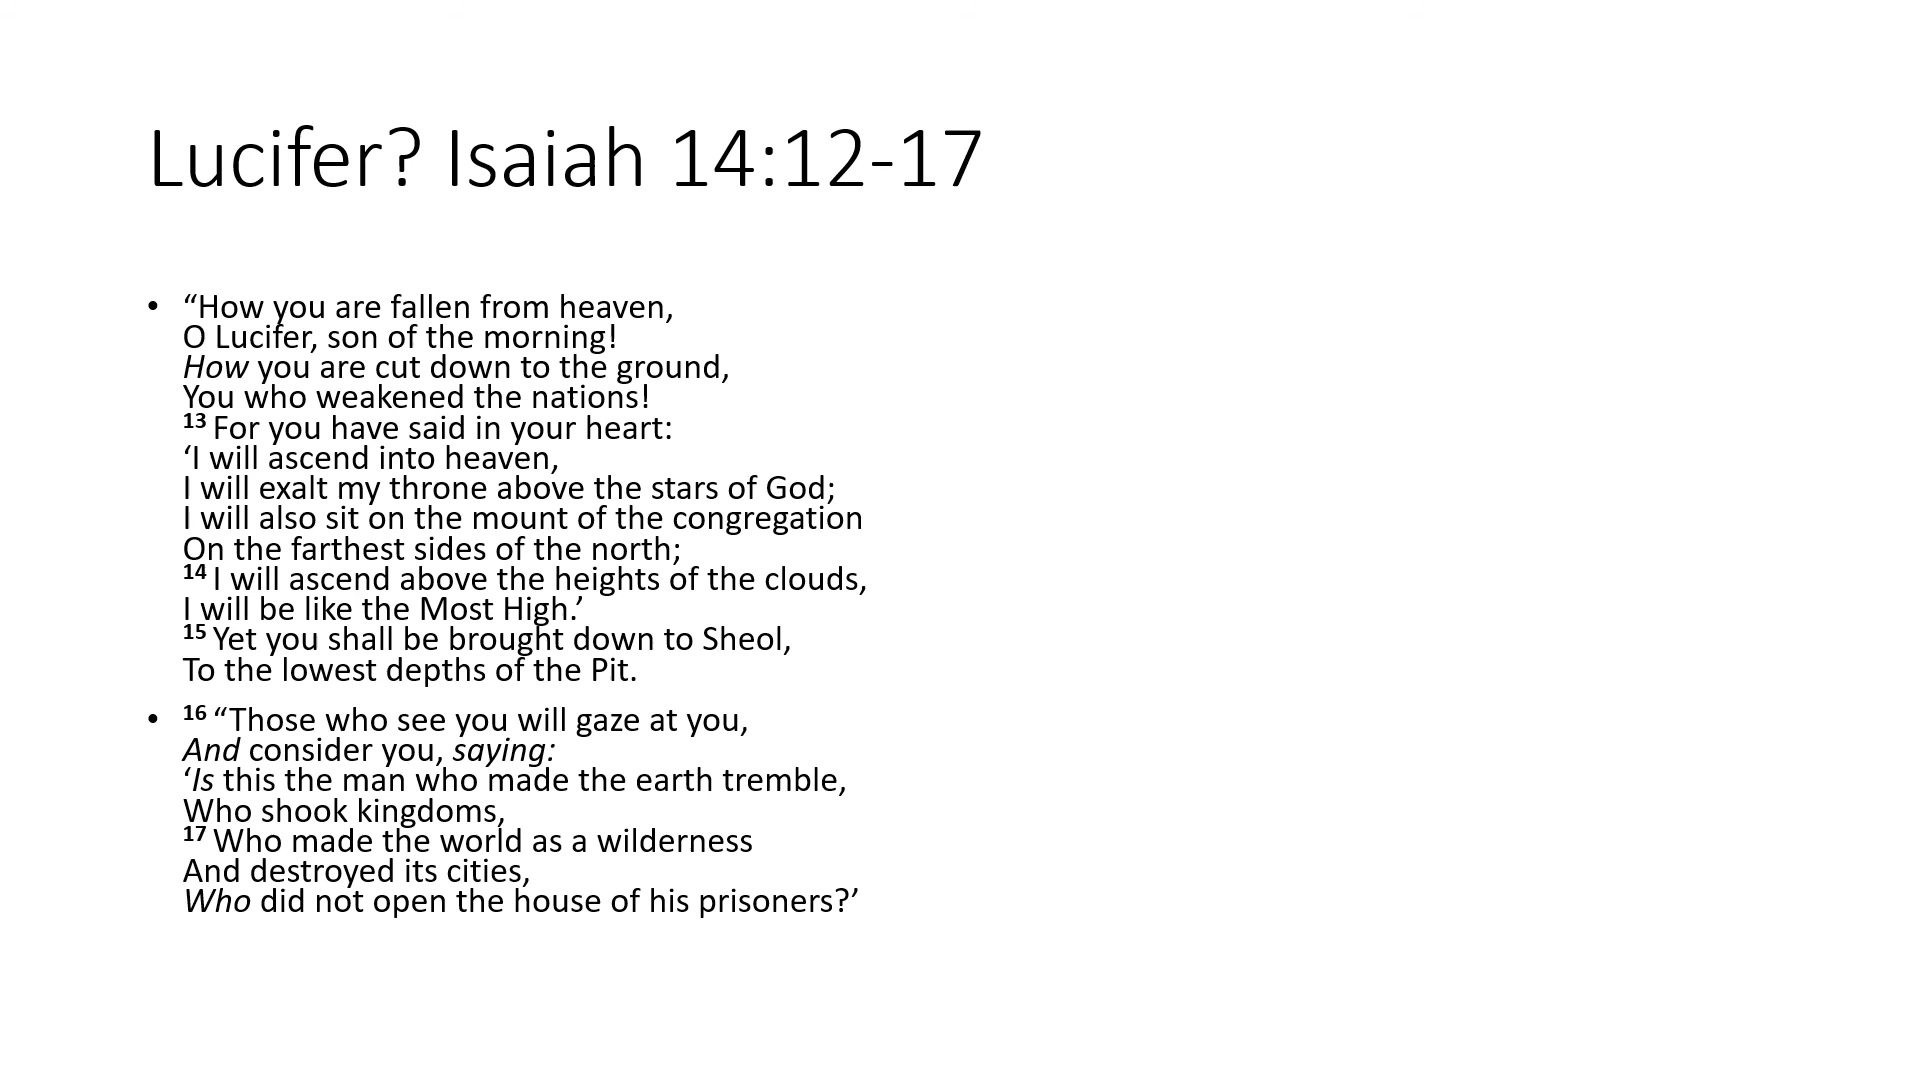 Lucifer? Isaiah 14:12-17
• “How you are fallen from heaven,
O Lucifer, son of the morning!
How you are cut down to the ground,
You who weakened the nations!
13 For you have said in your heart:
‘I will ascend into heaven,
I will exalt my throne above the stars of God;
I will also sit on the mount of the congregation
On the farthest sides of the north;
14 I will ascend above the heights of the clouds,
I will be like the Most High.’
15 Yet you shall be brought down to Sheol,
To the lowest depths of the Pit.
• 16 “Those who see you will gaze at you,
And consider you, saying:
‘Is this the man who made the earth tremble,
Who shook kingdoms,
17 Who made the world as a wilderness
And destroyed its cities,
Who did not open the house of his prisoners?’